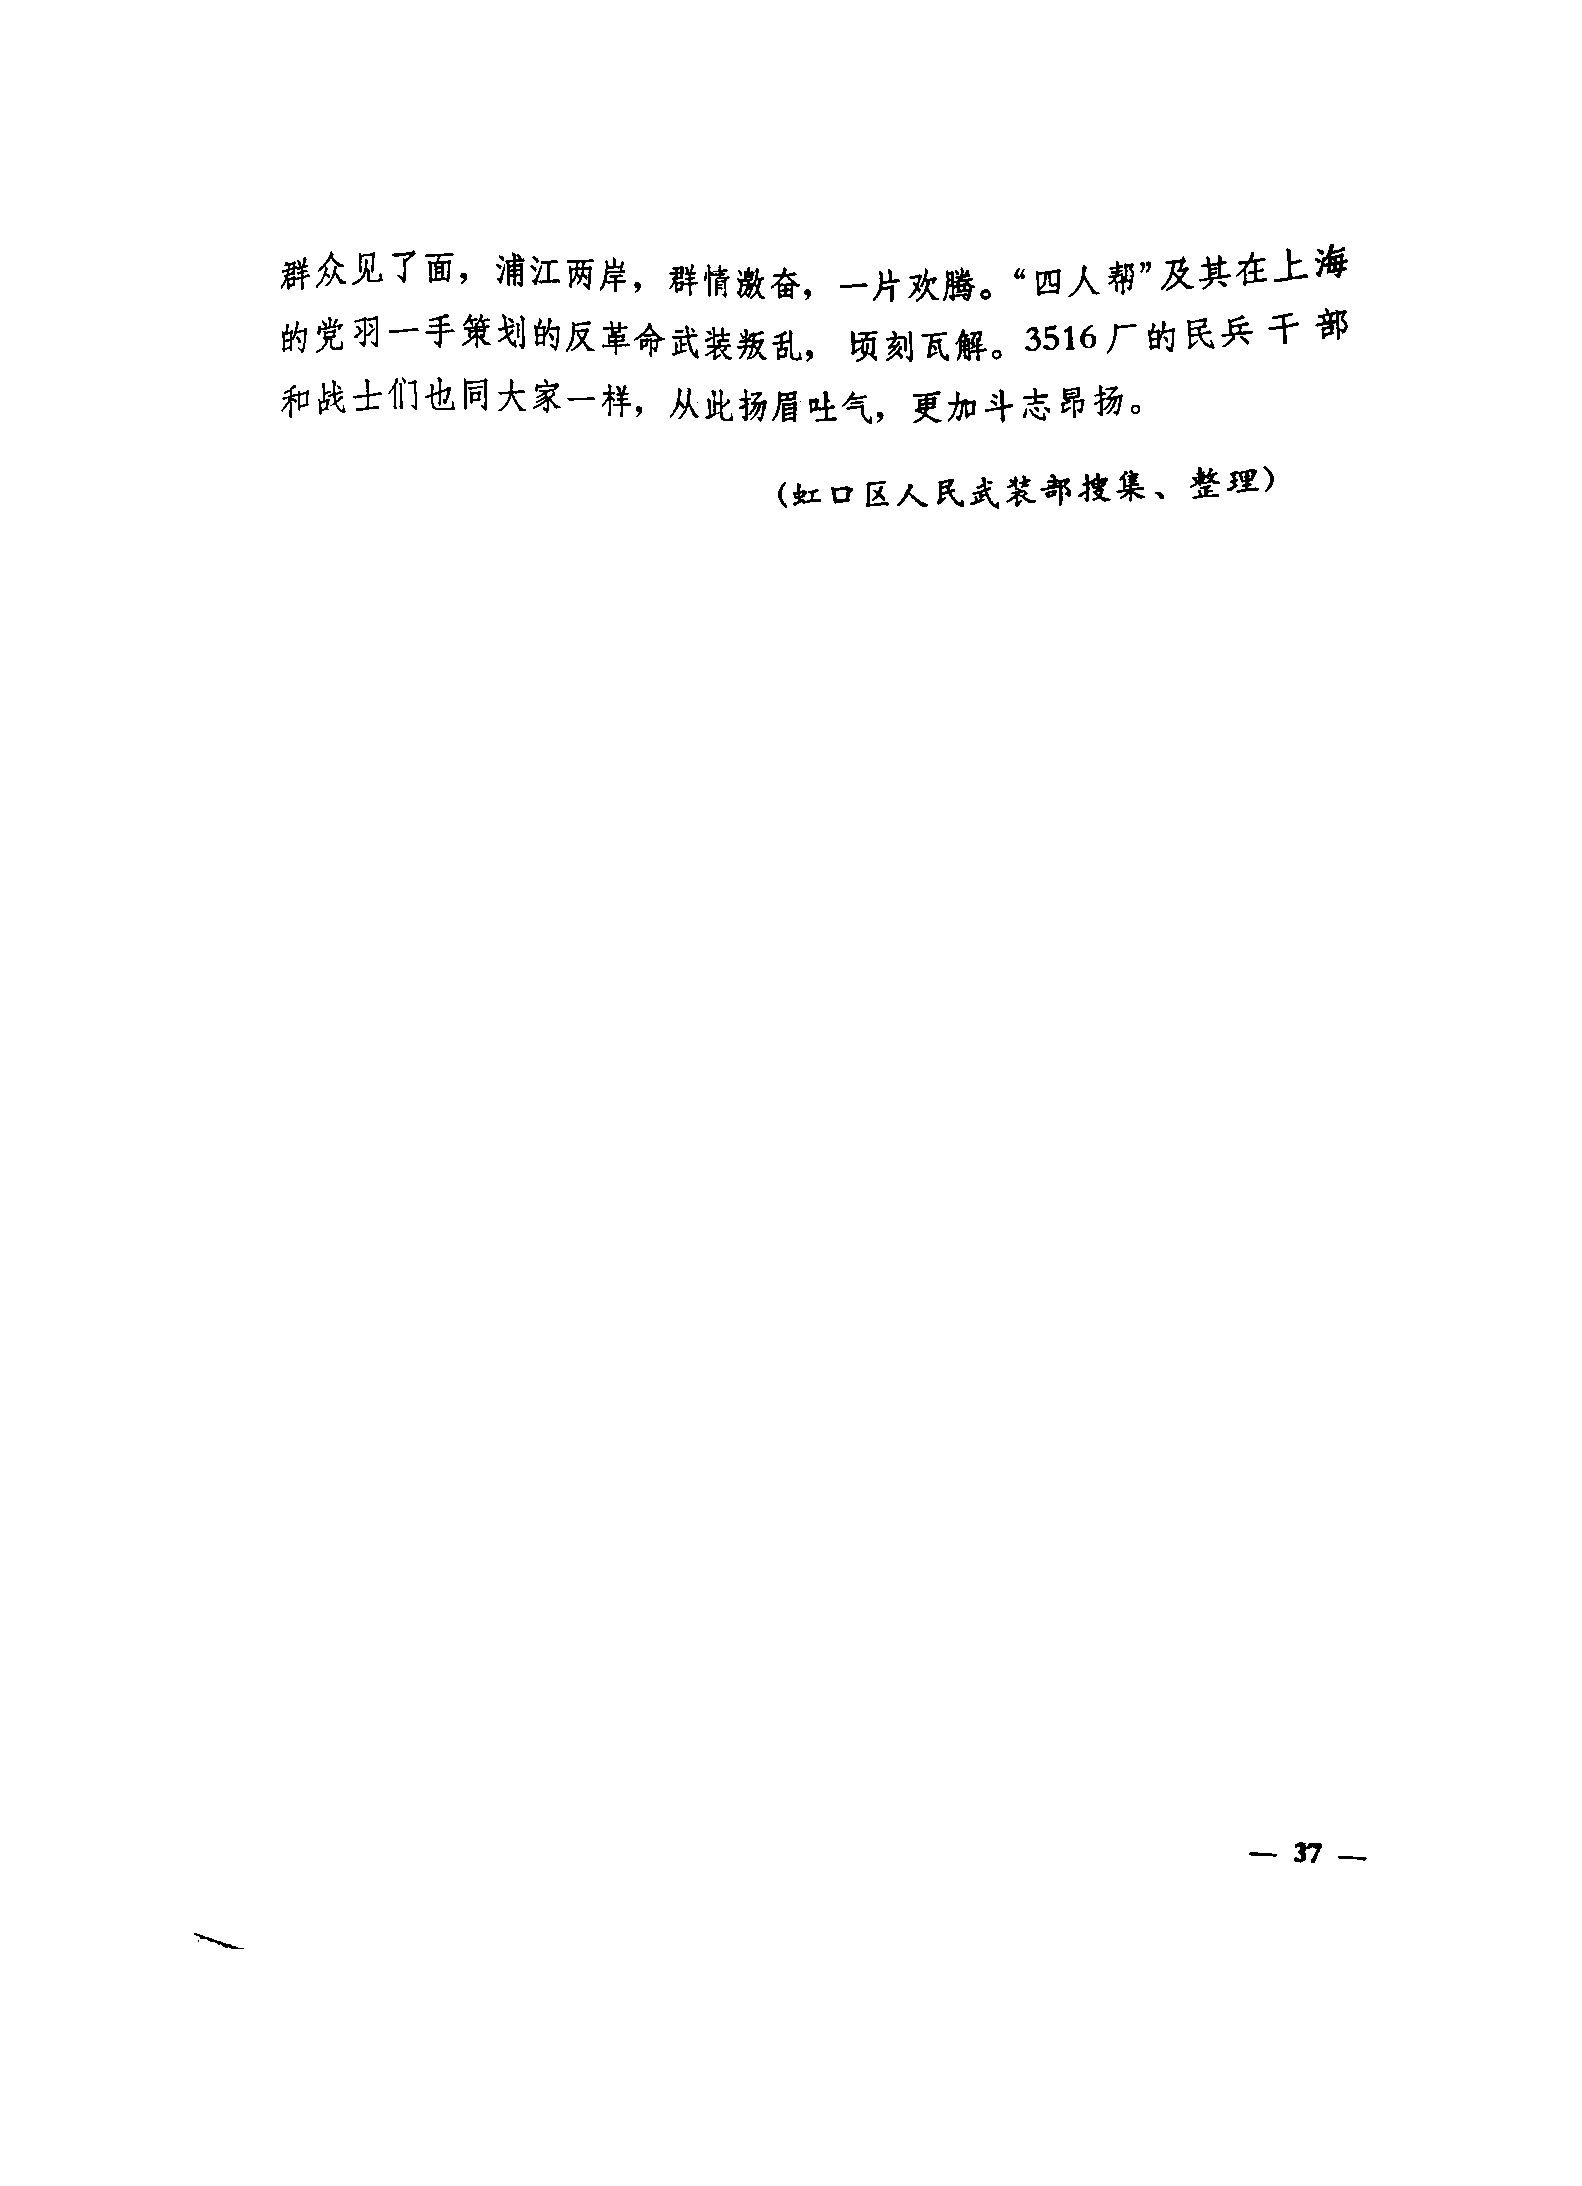 群众见了面，浦江两岸，群情激奋，一片欢腾。“四人帮”及其在上海
的党羽一手策划的反革命武装叛乱，顷刻瓦解。3516厂的民兵干部
和战士们也同大家一样，从此扬眉吐气，更加斗志昂扬。
（虹口区人民武装部搜集、整理）
— 37 —